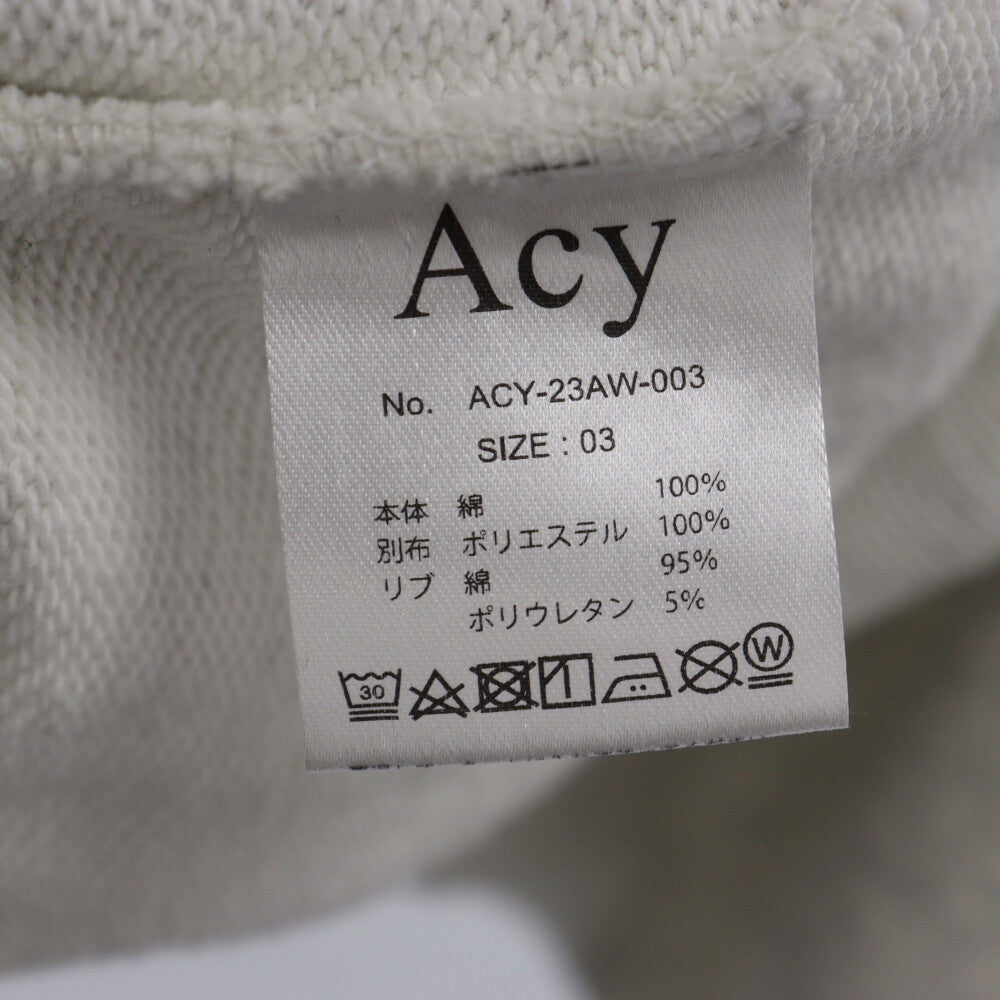 Acy
No. ACY-23AW-003
SIZE : 03
本体 綿 100%
別布 ポリエステル 100%
リブ 綿 95%
ポリウレタン 5%
30 W